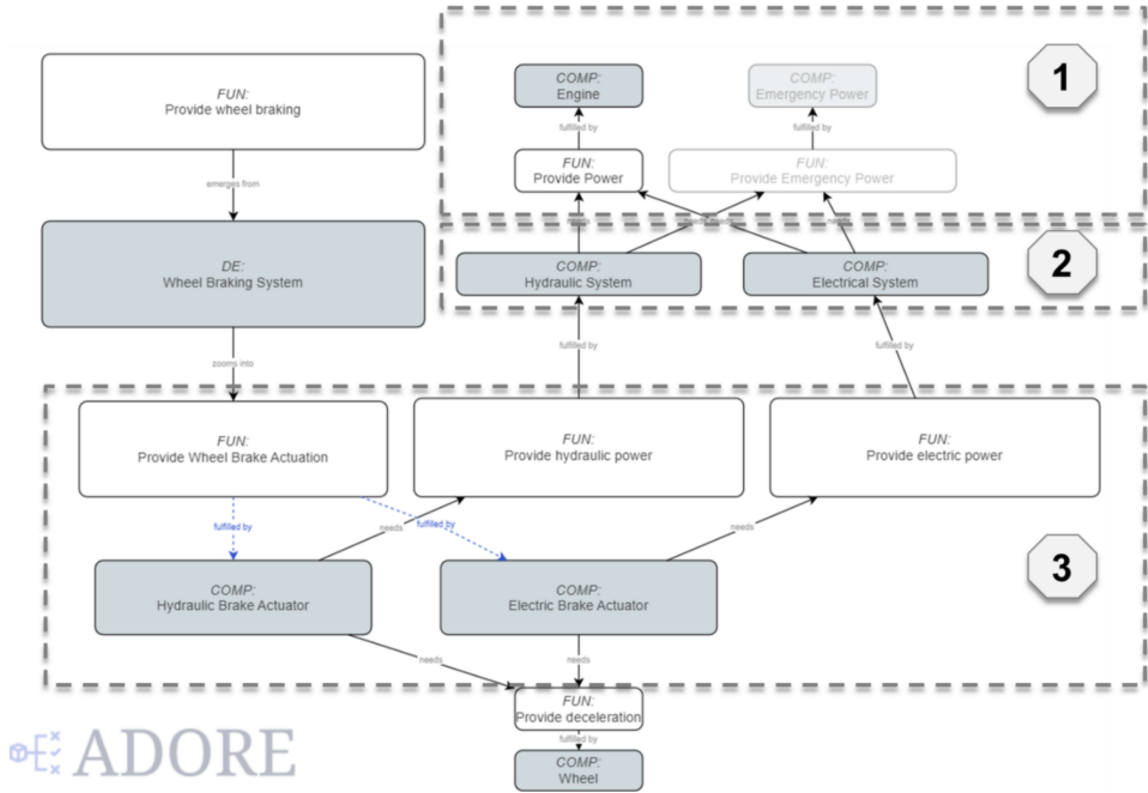 FUN:
Provide wheel braking
emerges from
DE:
Wheel Braking System
zooms into
COMP:
Engine
COMP:
Emergency Power
1
fulfilled by
fulfilled by
FUN:
Provide Power
FUN:
Provide Emergency Power
needs
needs
needs
needs
COMP:
Hydraulic System
COMP:
Electrical System
2
fulfilled by
fulfilled by
FUN:
Provide Wheel Brake Actuation
FUN:
Provide hydraulic power
FUN:
Provide electric power
fulfilled by
needs
fulfilled by
needs
COMP:
Hydraulic Brake Actuator
COMP:
Electric Brake Actuator
3
needs
needs
FUN:
Provide deceleration
fulfilled by
COMP:
Wheel
ADORE